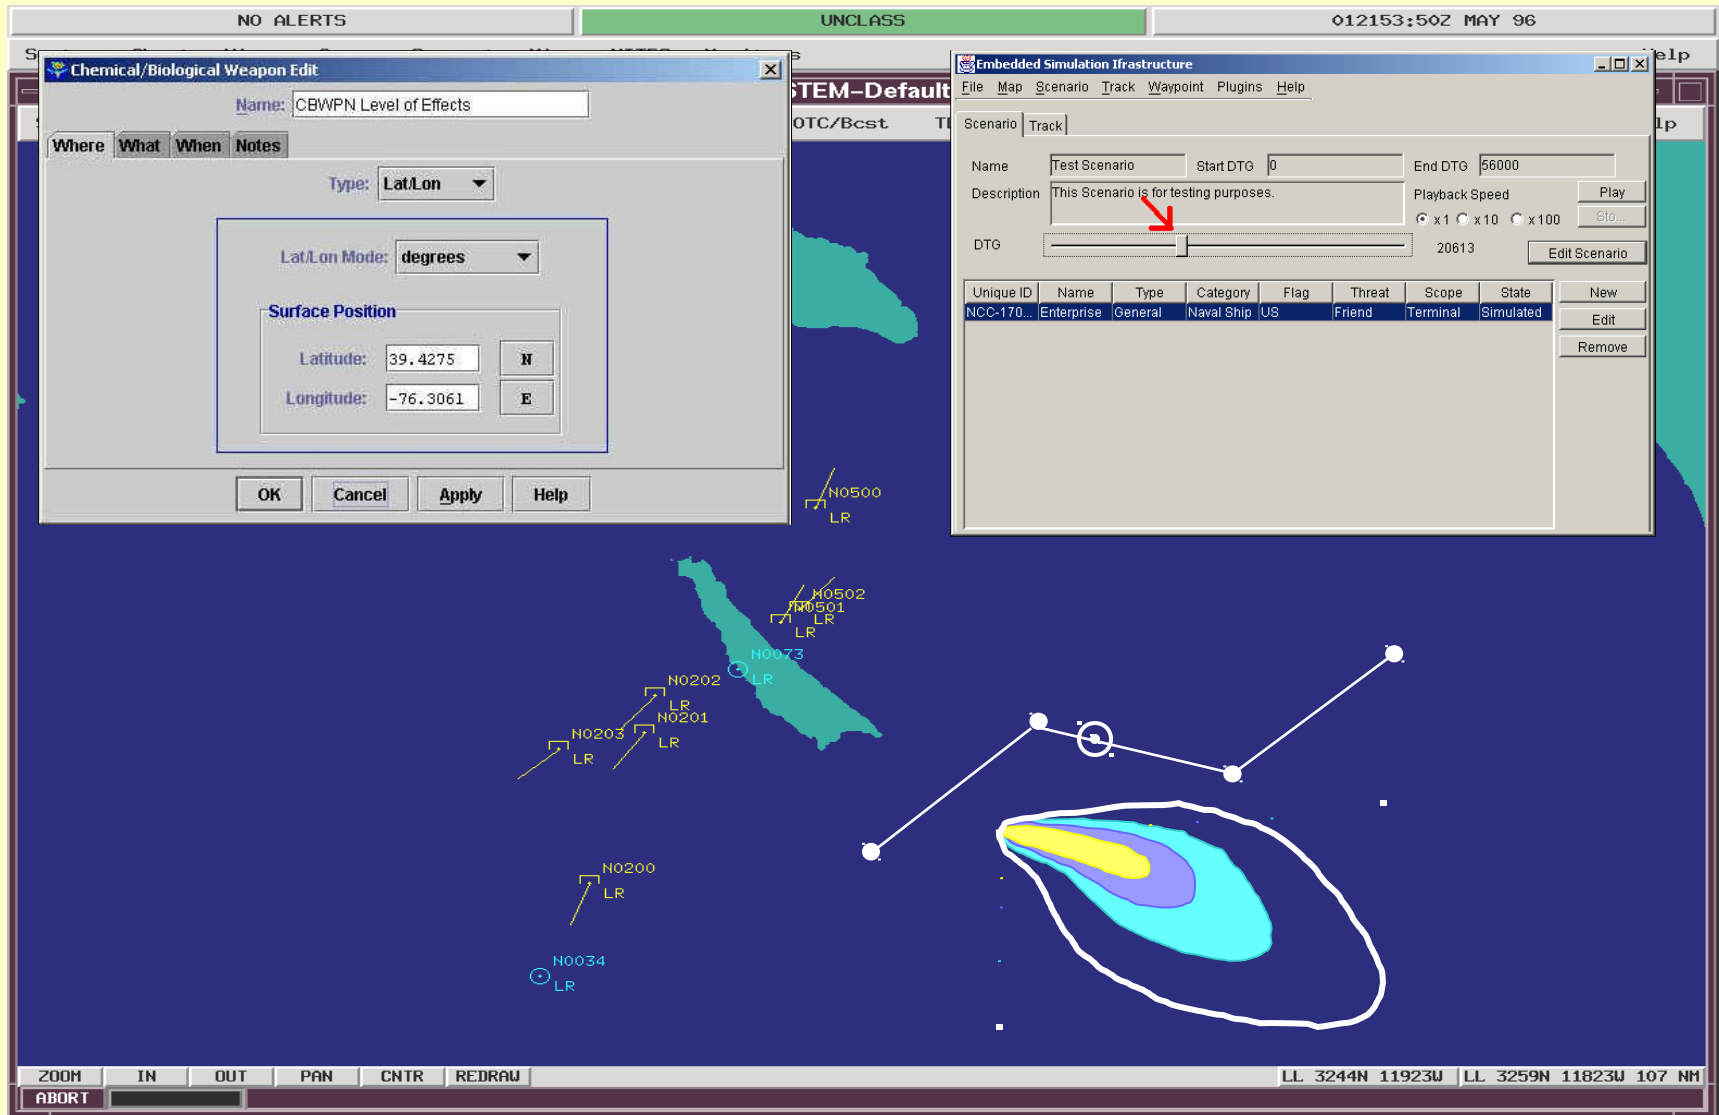 NO ALERTS
UNCLASS
012153:50Z MAY 96
elp
Chemical/Biological Weapon Edit
Name: CBWPN Level of Effects
Where What When Notes
Type: Lat/Lon
Lat/Lon Mode: degrees
Surface Position
Latitude: 39.4275 N
Longitude: -76.3061 E
OK Cancel Apply Help
STEM-Default
OTC/Bcst
lp
Embedded Simulation Ifrastructure
File Map Scenario Track Waypoint Plugins Help
Scenario Track
Name Test Scenario Start DTG 0 End DTG 56000
Description This Scenario is for testing purposes. Playback Speed Play
x 1 x 10 x 100 Sto...
DTG 20613 Edit Scenario
Unique ID Name Type Category Flag Threat Scope State New
NCC-170... Enterprise General Naval Ship US Friend Terminal Simulated
Edit
Remove
N0500
LR
N0502
N0501
LR
LR
N0073
LR
N0202
LR
N0201
LR
N0203
LR
N0200
LR
N0034
LR
ZOOM IN OUT PAN CNTR REDRAW LL 3244N 11923W LL 3259N 11823W 107 NM
ABORT